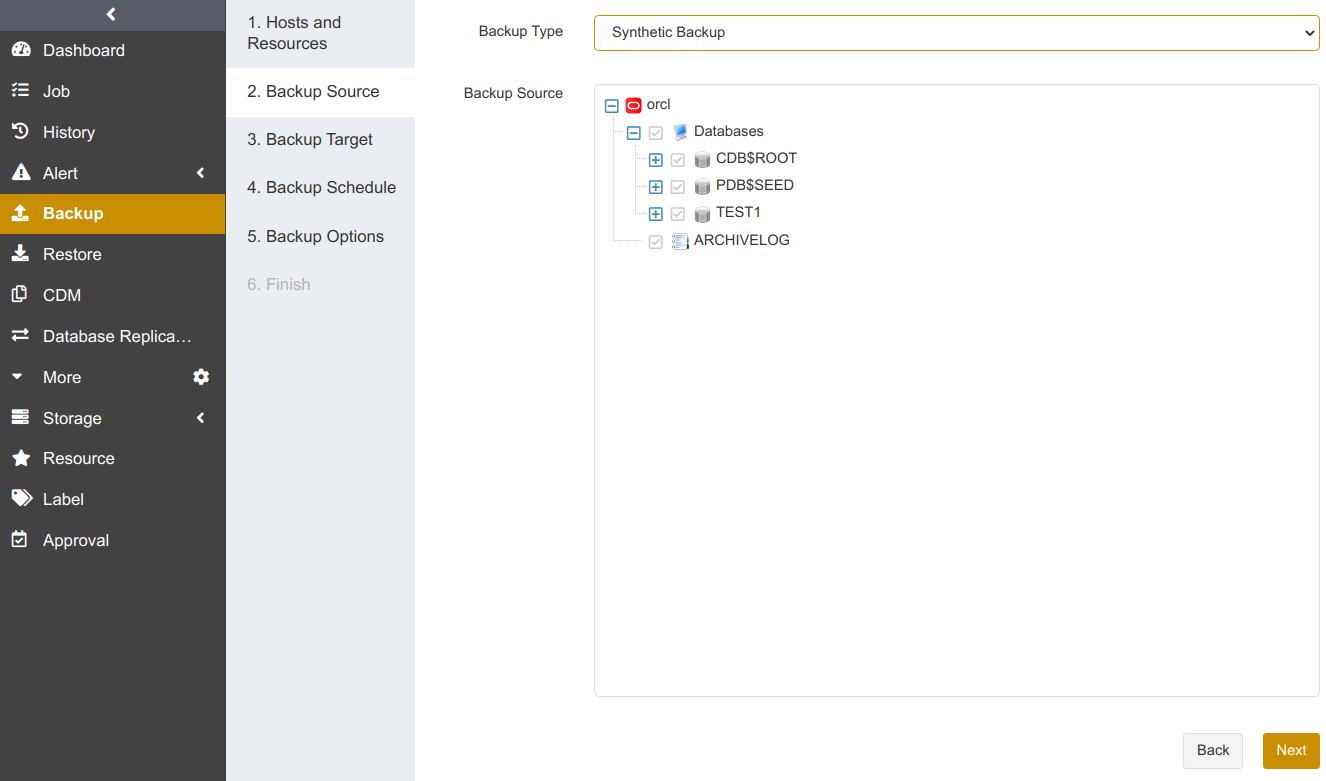 Dashboard
Job
History
Alert
Backup
Restore
CDM
Database Replica…
More
Storage
Resource
Label
Approval
1. Hosts and
Resources
2. Backup Source
3. Backup Target
4. Backup Schedule
5. Backup Options
6. Finish
Backup Type
Synthetic Backup
Backup Source
orcl
Databases
CDB$ROOT
PDB$SEED
TEST1
ARCHIVELOG
Back
Next